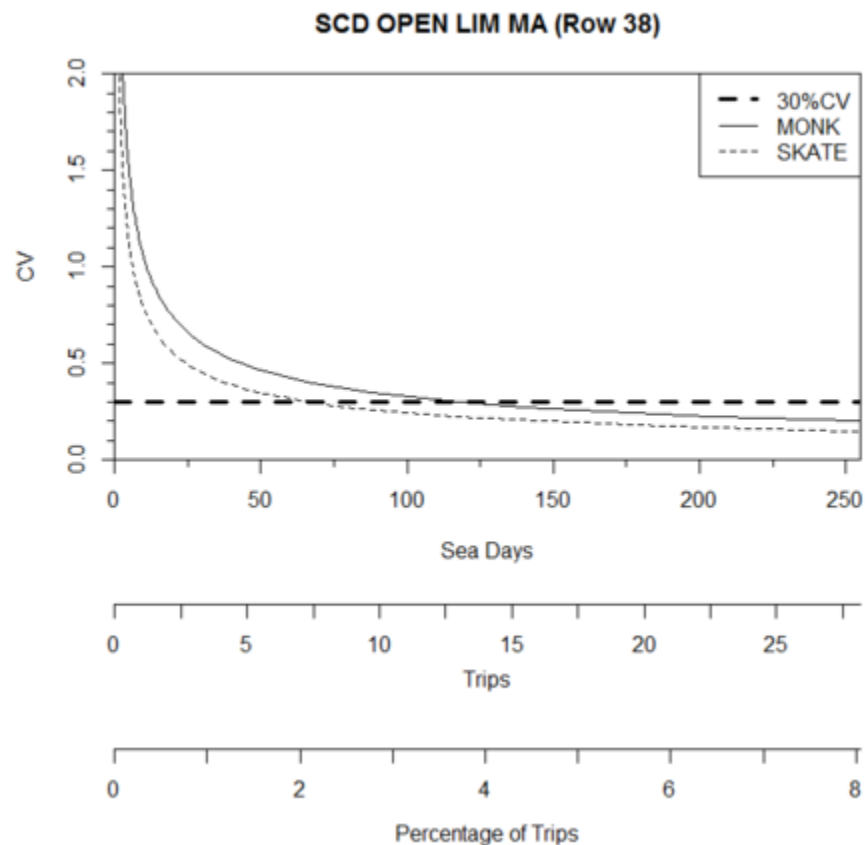 SCD OPEN LIM MA (Row 38)
30%CV
MONK
SKATE
CV
2.0
1.5
1.0
0.5
0.0
0 50 100 150 200 250
Sea Days
0 5 10 15 20 25
Trips
0 2 4 6 8
Percentage of Trips